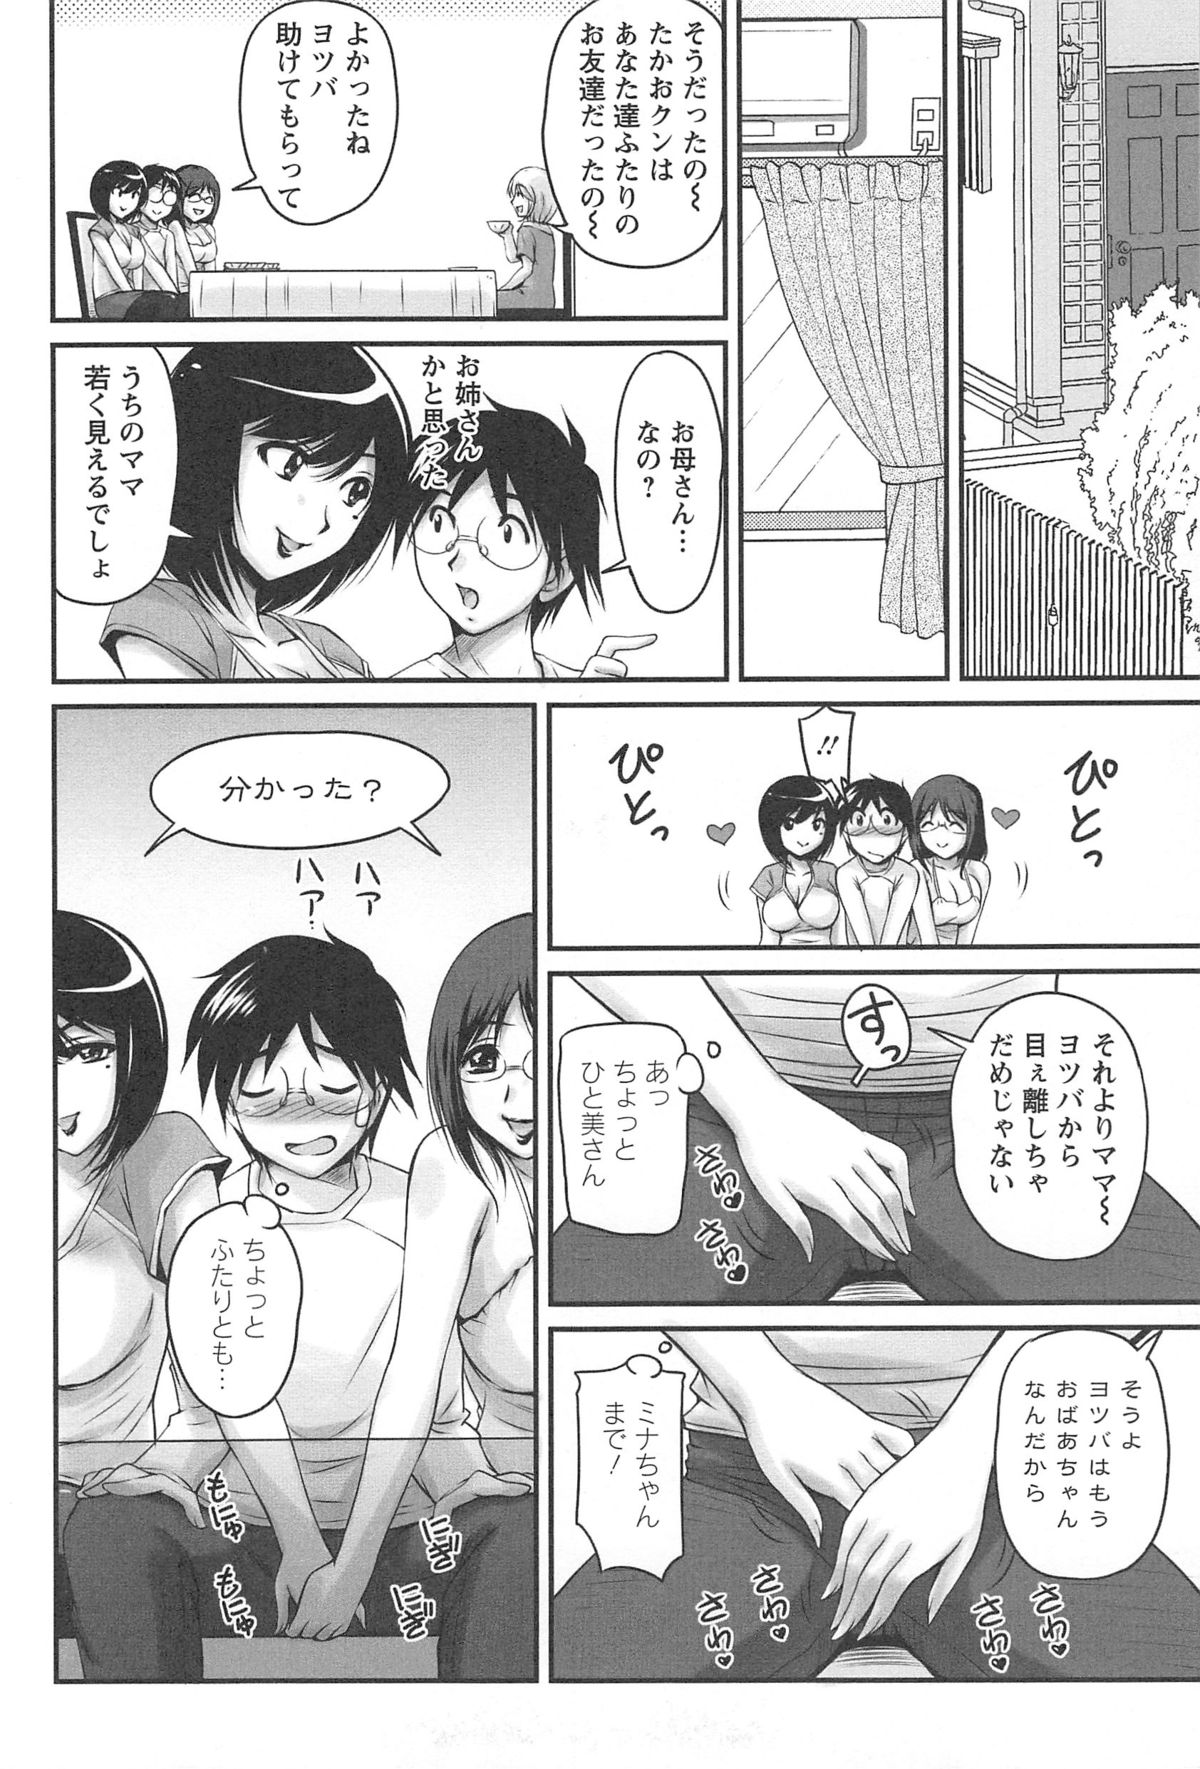 そうだったの〜
たかおクンは
あなた達ふたりの
お友達だったの〜
よかったね
ヨツバ
助けてもらって
お母さん…
なの？
お姉さん
かと思った
うちのママ
若く見えるでしょ
ぴとっ
!!
ぴとっ
それよりママ〜
ヨツバから
目ぇ離しちゃ
だめじゃない
すっ
あっ
ちょっと
ひと美さん
さわ
さわ
そうよ
ヨツバはもう
おばあちゃん
なんだから
ミナちゃん
まで！
さわ
さわ
さわ
さわ
分かった？
ハァ
ハァ…
ちょっと
ふたりとも…
にぎ
にぎ
もにゅ
もにゅ